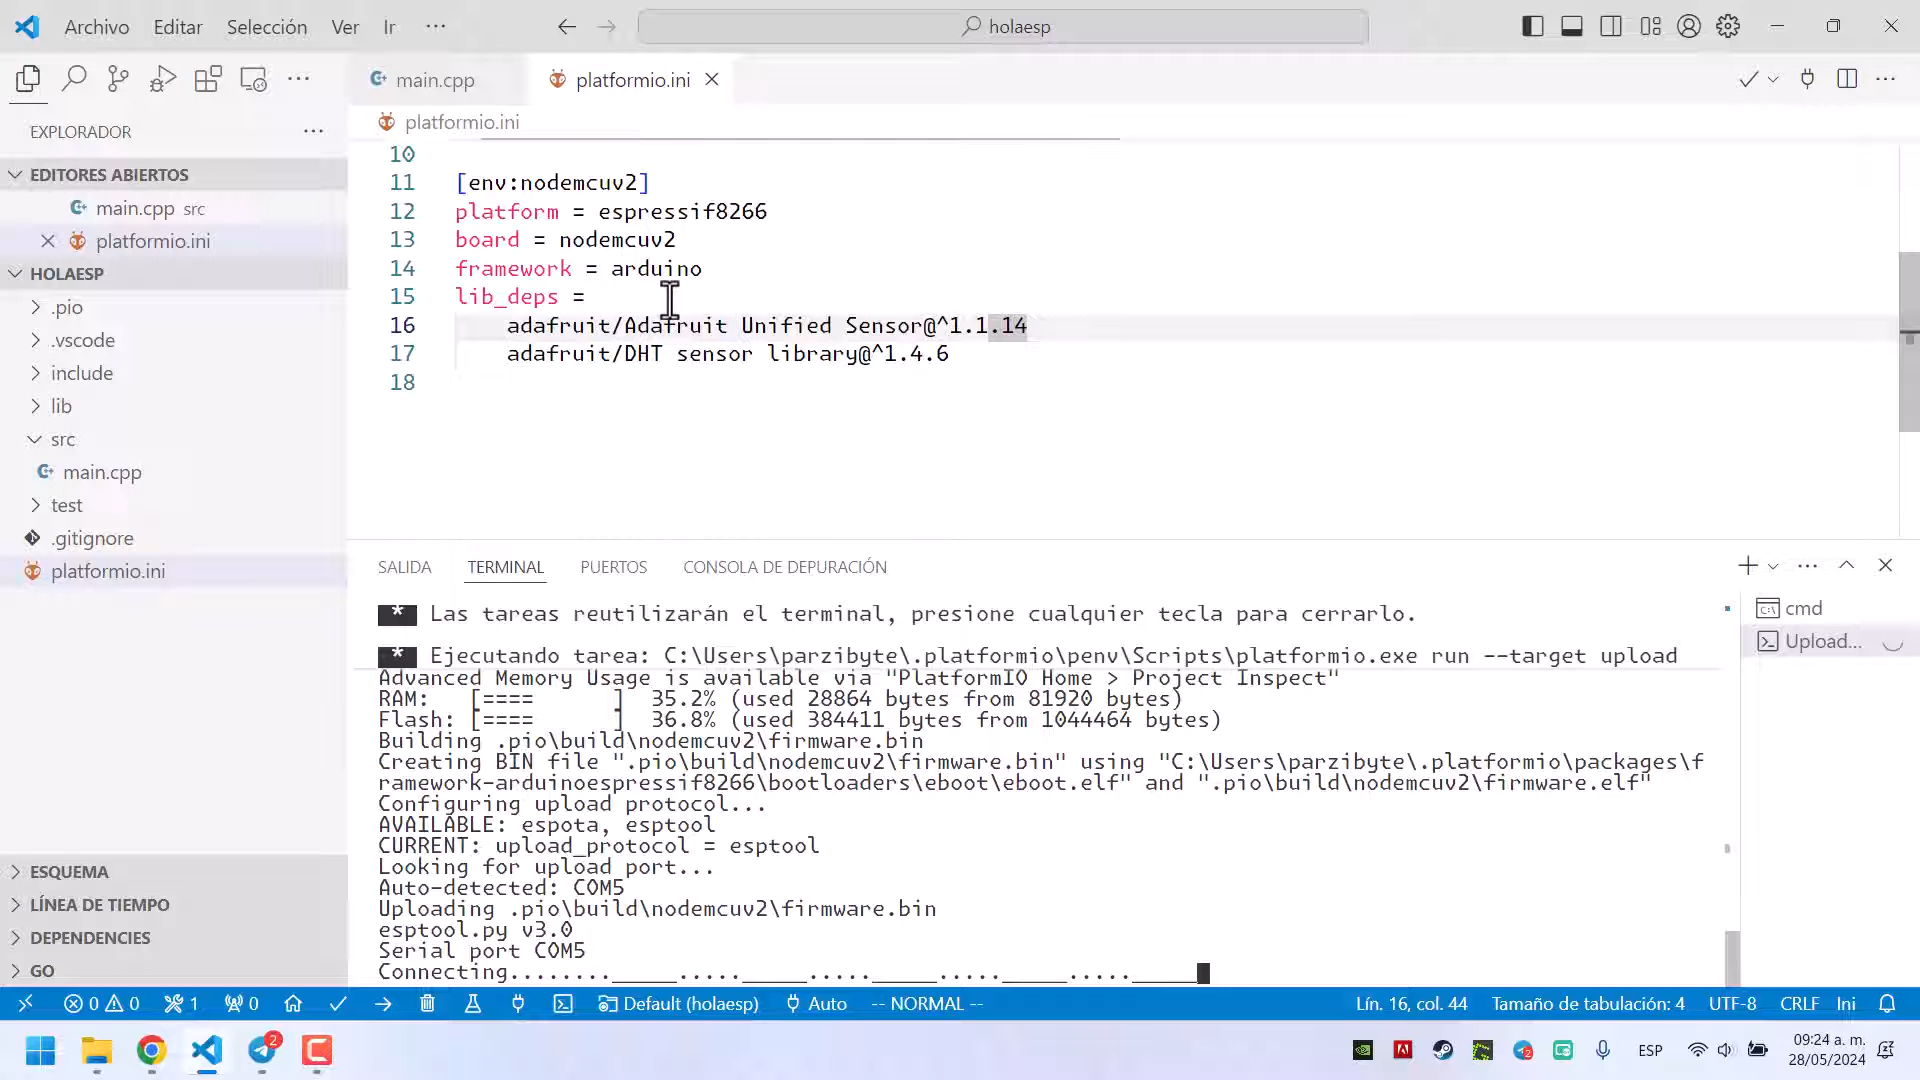 Archivo Editar Selección Ver Ir ···
holaesp
main.cpp
platformio.ini
EXPLORADOR
EDITORES ABIERTOS
main.cpp src
platformio.ini
HOLAESP
.pio
.vscode
include
lib
src
main.cpp
test
.gitignore
platformio.ini
ESQUEMA
LÍNEA DE TIEMPO
DEPENDENCIES
GO
platformio.ini
10
11 [env:nodemcuv2]
12 platform = espressif8266
13 board = nodemcuv2
14 framework = arduino
15 lib_deps =
16 adafruit/Adafruit Unified Sensor@^1.1.14
17 adafruit/DHT sensor library@^1.4.6
18
SALIDA TERMINAL PUERTOS CONSOLA DE DEPURACIÓN
* Las tareas reutilizarán el terminal, presione cualquier tecla para cerrarlo.
* Ejecutando tarea: C:\Users\parzibyte\.platformio\penv\Scripts\platformio.exe run --target upload
Advanced Memory Usage is available via "PlatformIO Home > Project Inspect"
RAM: [==== ] 35.2% (used 28864 bytes from 81920 bytes)
Flash: [==== ] 36.8% (used 384411 bytes from 1044464 bytes)
Building .pio\build\nodemcuv2\firmware.bin
Creating BIN file ".pio\build\nodemcuv2\firmware.bin" using "C:\Users\parzibyte\.platformio\packages\f
ramework-arduinoespressif8266\bootloaders\eboot\eboot.elf" and ".pio\build\nodemcuv2\firmware.elf"
Configuring upload protocol...
AVAILABLE: espota, esptool
CURRENT: upload_protocol = esptool
Looking for upload port...
Auto-detected: COM5
Uploading .pio\build\nodemcuv2\firmware.bin
esptool.py v3.0
Serial port COM5
Connecting........_____....._____....._____....._____....._____
cmd
Upload...
0 0 1 0 Default (holaesp) Auto -- NORMAL -- Lín. 16, col. 44 Tamaño de tabulación: 4 UTF-8 CRLF Ini
2
2
ESP
09:24 a. m.
28/05/2024